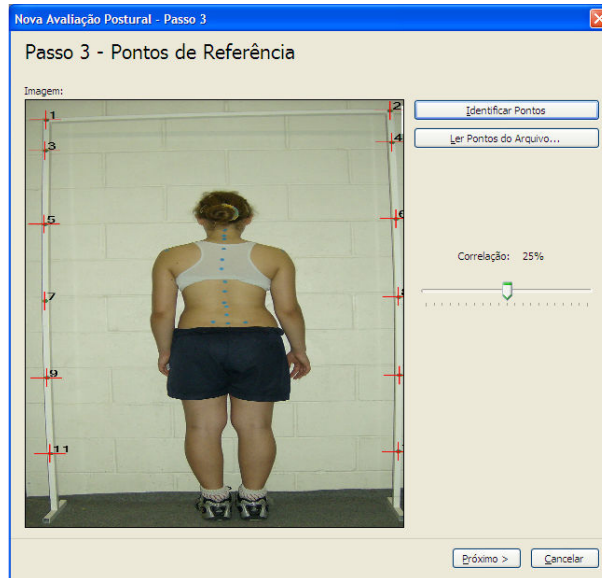 Nova Avaliação Postural - Passo 3
Passo 3 - Pontos de Referência
Imagem:
1
2
3
4
5
6
7
8
9
11
Identificar Pontos
Ler Pontos do Arquivo...
Correlação: 25%
Próximo >
Cancelar